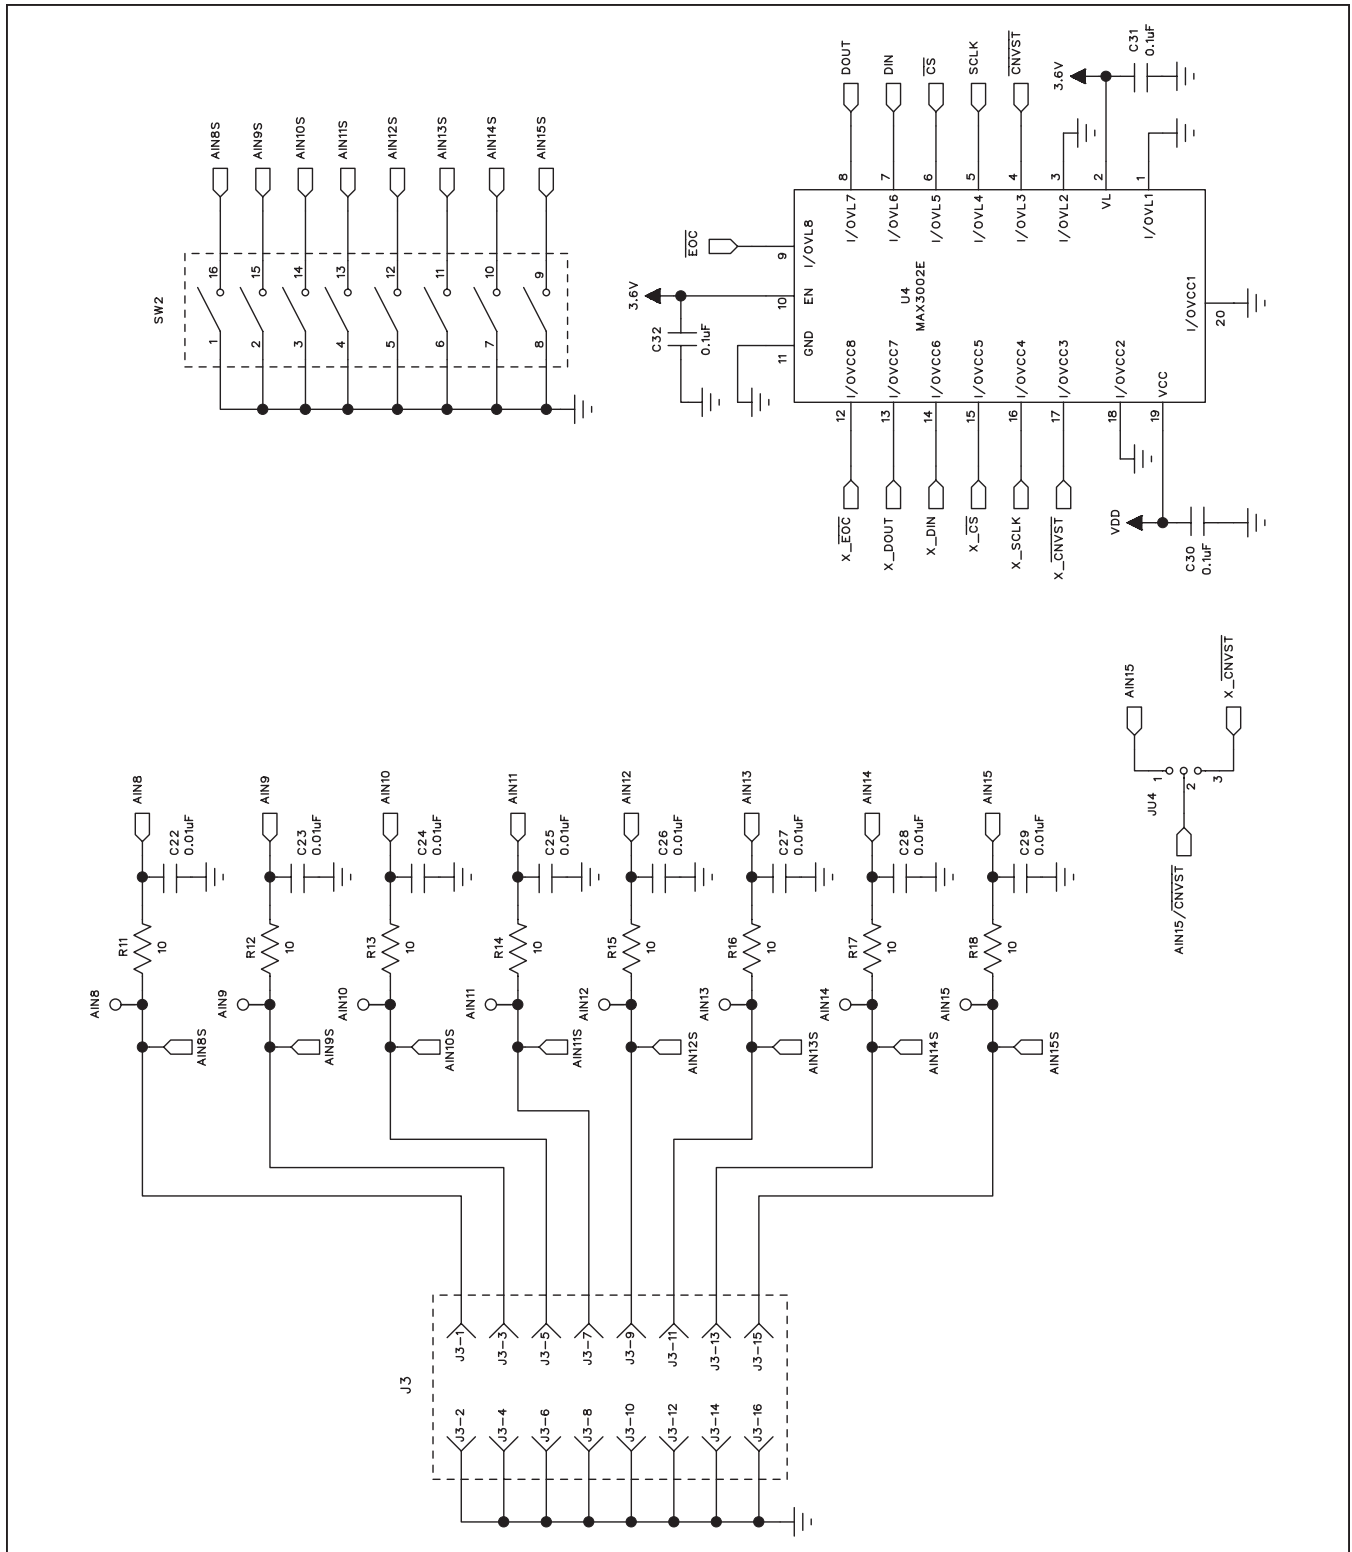 SW2
1
2
3
4
5
6
7
8
16
15
14
13
12
11
10
9
AIN8S
AIN9S
AIN10S
AIN11S
AIN12S
AIN13S
AIN14S
AIN15S
U4
MAX3002E
DOUT
DIN
CS
SCLK
CNVST
8
7
6
5
4
3
2
1
I/OVL7
I/OVL6
I/OVL5
I/OVL4
I/OVL3
I/OVL2
VL
I/OVL1
3.6V
C31
0.1uF
EOC
9
I/OVL8
10
EN
11
GND
3.6V
C32
0.1uF
I/OVCC1
20
I/OVCC8
I/OVCC7
I/OVCC6
I/OVCC5
I/OVCC4
I/OVCC3
I/OVCC2
VCC
12
13
14
15
16
17
18
19
X_EOC
X_DOUT
X_DIN
X_CS
X_SCLK
X_CNVST
VDD
C30
0.1uF
AIN15
X_CNVST
JU4
1
2
3
AIN15/CNVST
AIN8
AIN9
AIN10
AIN11
AIN12
AIN13
AIN14
AIN15
C22
0.01uF
C23
0.01uF
C24
0.01uF
C25
0.01uF
C26
0.01uF
C27
0.01uF
C28
0.01uF
C29
0.01uF
R11
10
R12
10
R13
10
R14
10
R15
10
R16
10
R17
10
R18
10
AIN8
AIN9
AIN10
AIN11
AIN12
AIN13
AIN14
AIN15
AIN8S
AIN9S
AIN10S
AIN11S
AIN12S
AIN13S
AIN14S
AIN15S
J3
J3-1
J3-3
J3-5
J3-7
J3-9
J3-11
J3-13
J3-15
J3-2
J3-4
J3-6
J3-8
J3-10
J3-12
J3-14
J3-16